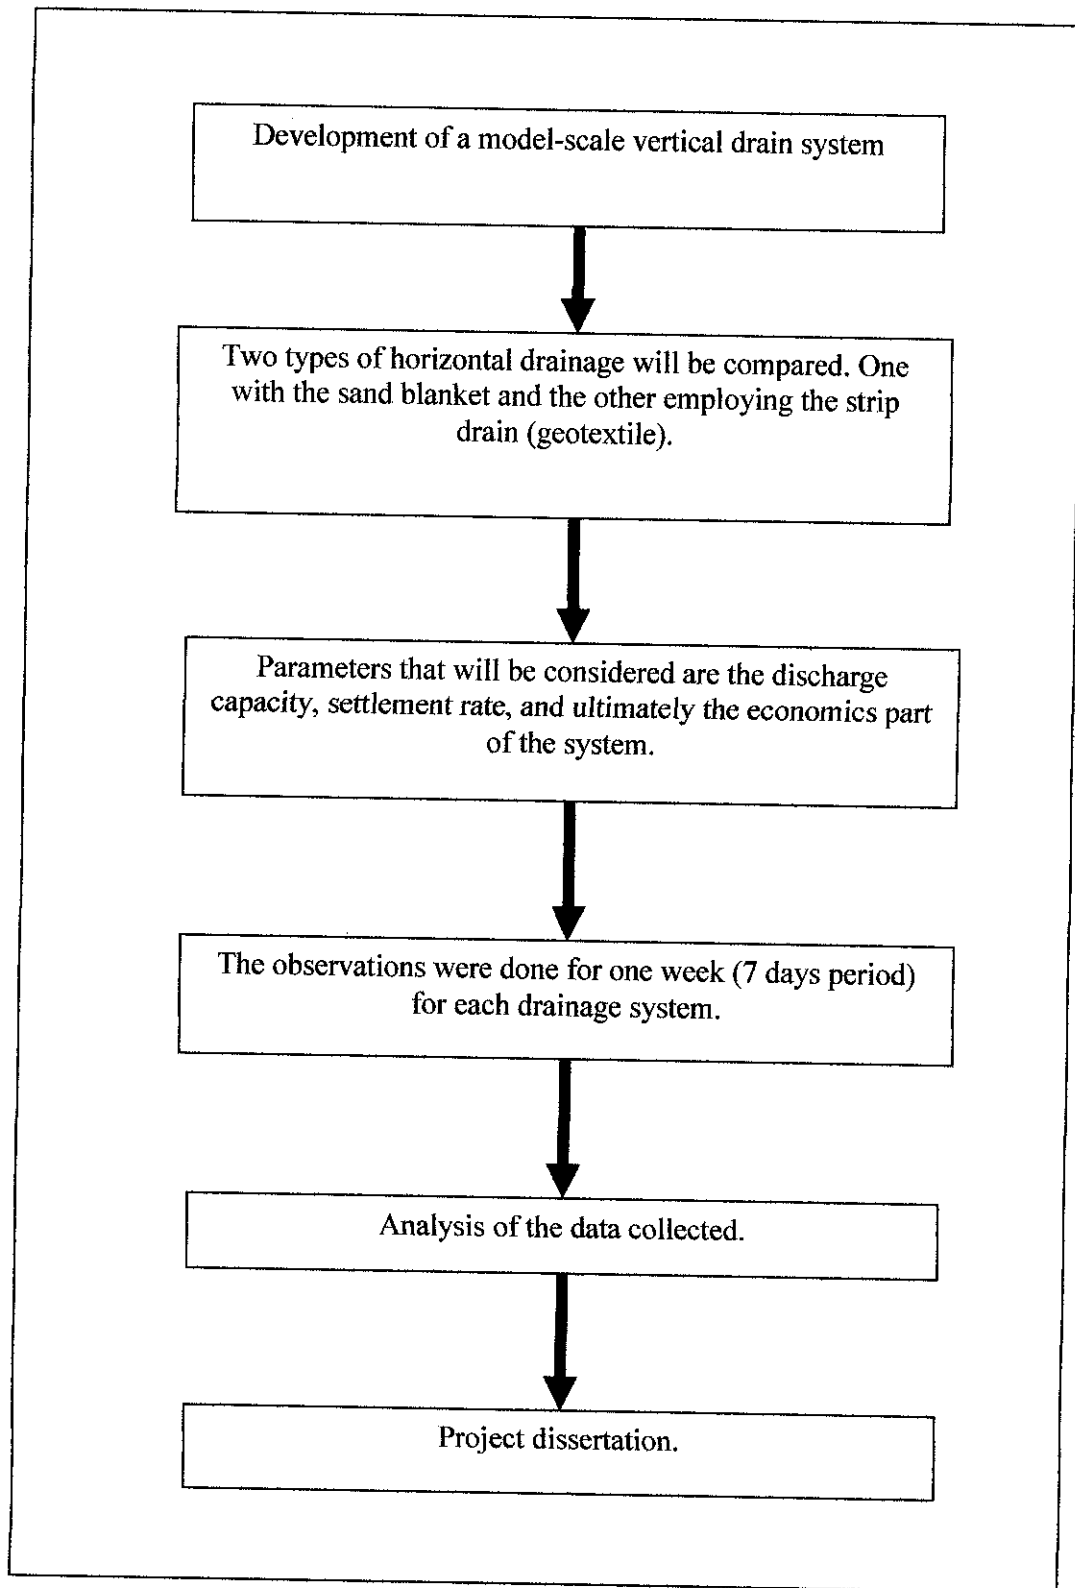 Development of a model-scale vertical drain system
Two types of horizontal drainage will be compared. One
with the sand blanket and the other employing the strip
drain (geotextile).
Parameters that will be considered are the discharge
capacity, settlement rate, and ultimately the economics part
of the system.
The observations were done for one week (7 days period)
for each drainage system.
Analysis of the data collected.
Project dissertation.